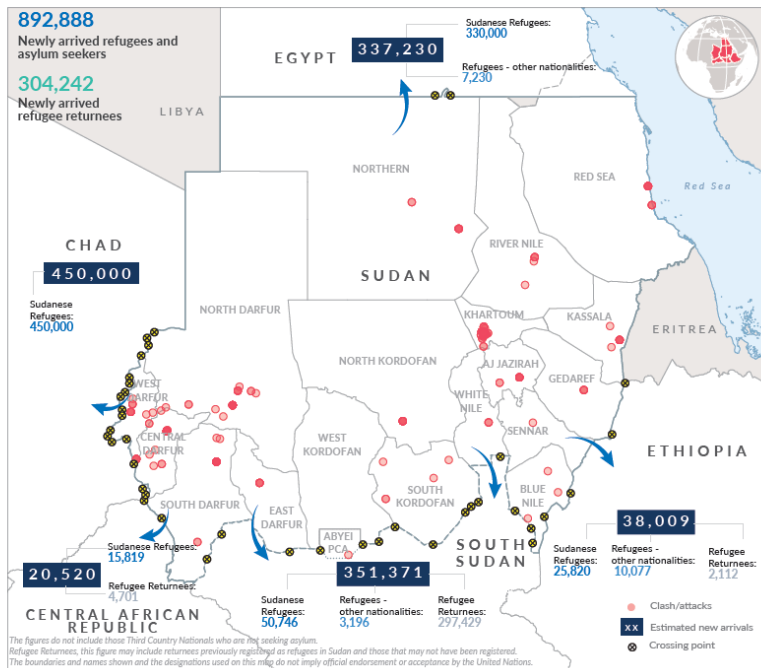 892,888
Newly arrived refugees and
asylum seekers
304,242
Newly arrived
refugee returnees
LIBYA
EGYPT
337,230
Sudanese Refugees:
330,000
Refugees - other nationalities:
7,230
NORTHERN
RED SEA
Red Sea
CHAD
450,000
Sudanese
Refugees:
450,000
SUDAN
RIVER NILE
NORTH DARFUR
KHARTOUM
KASSALA
ERITREA
NORTH KORDOFAN
AJ JAZIRAH
GEDAREF
WEST
DARFUR
WHITE
NILE
CENTRAL
DARFUR
WEST
KORDOFAN
SENNAR
ETHIOPIA
SOUTH DARFUR
EAST
DARFUR
SOUTH
KORDOFAN
BLUE
NILE
ABYEI
PCA
SOUTH
SUDAN
38,009
Sudanese
Refugees:
25,820
Refugees -
other nationalities:
10,077
Refugee
Returnees:
2,112
Sudanese Refugees:
15,819
20,520
Refugee Returnees:
4,701
CENTRAL AFRICAN
REPUBLIC
351,371
Sudanese
Refugees:
50,746
Refugees -
other nationalities:
3,196
Refugee
Returnees:
297,429
Clash/attacks
xx Estimated new arrivals
Crossing point
The figures do not include those Third Country Nationals who are not seeking asylum.
Refugee Returnees, this figure may include returnees previously registered as refugees in Sudan and those that may not have been registered.
The boundaries and names shown and the designations used on this map do not imply official endorsement or acceptance by the United Nations.